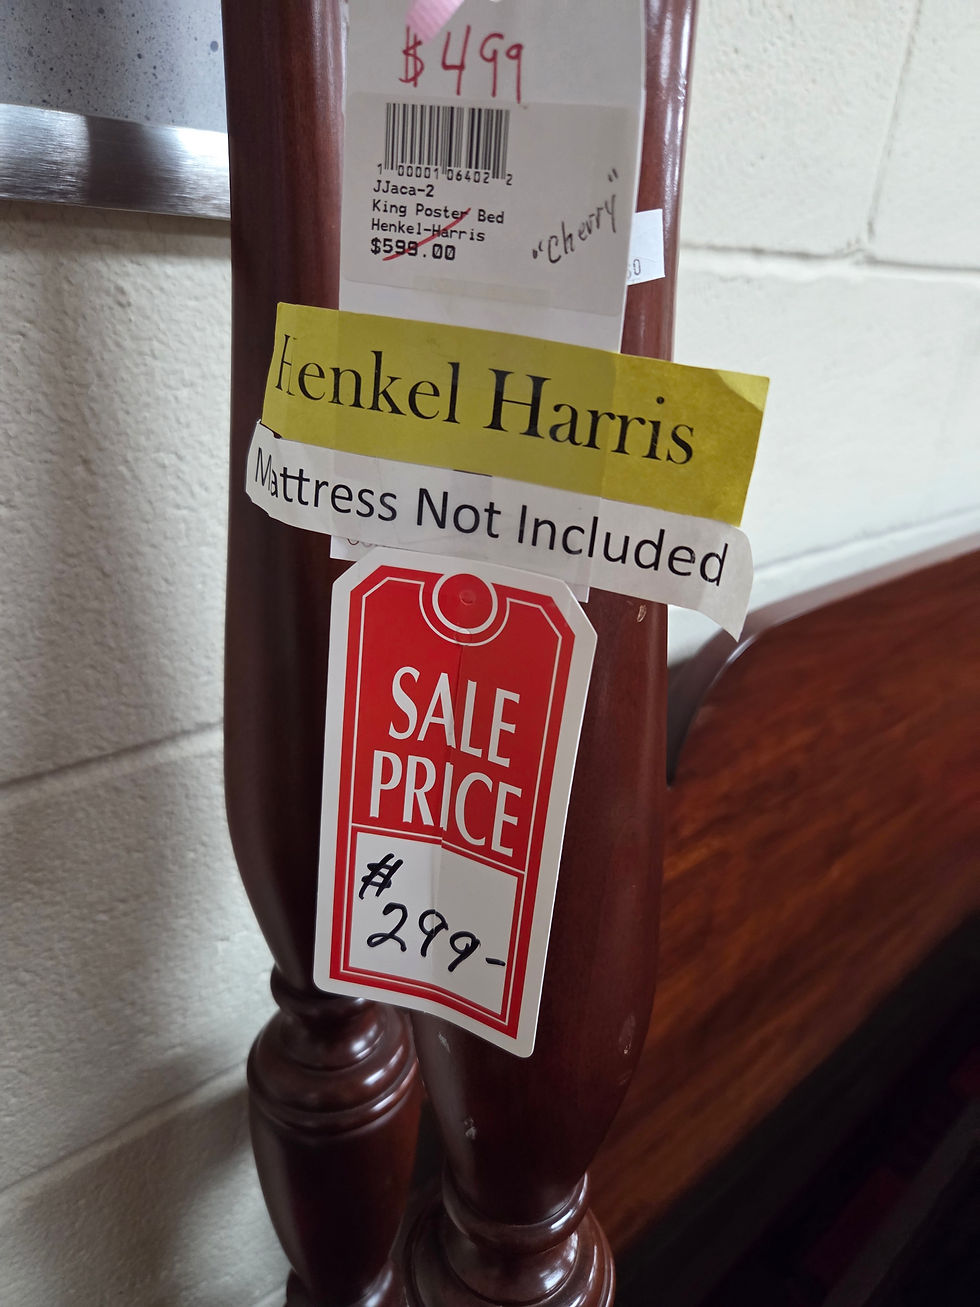 $499
1 00001 06402 2
JJaca-2
King Poster Bed
Henkel-Harris
$599.00
"Cherry"
Henkel Harris
Mattress Not Included
SALE
PRICE
$
299-